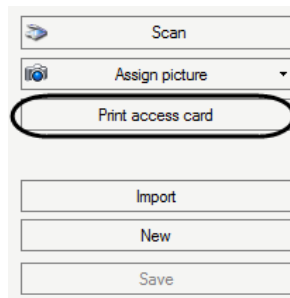 Scan
Assign picture
Print access card
Import
New
Save